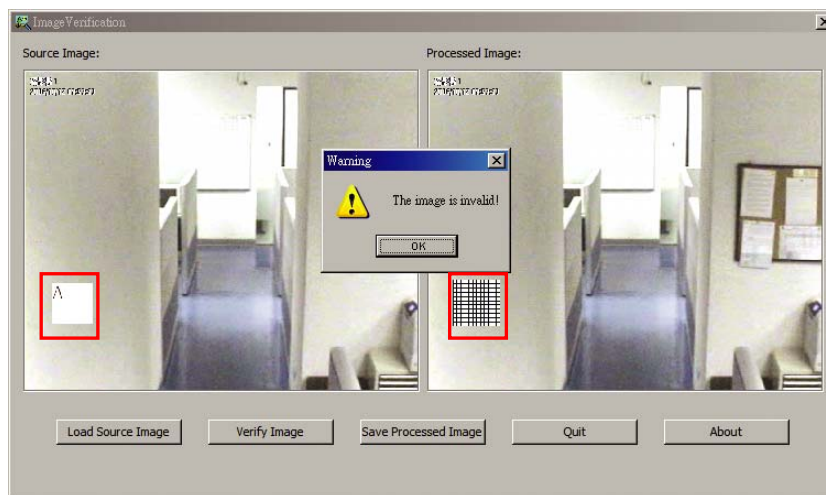 ImageVerification
Source Image:
Processed Image:
Warning
The image is invalid!
OK
A
Load Source Image
Verify Image
Save Processed Image
Quit
About